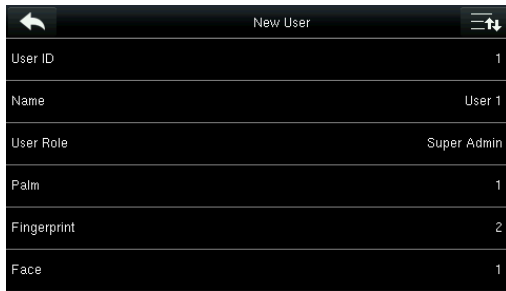 New User
User ID 1
Name User 1
User Role Super Admin
Palm 1
Fingerprint 2
Face 1